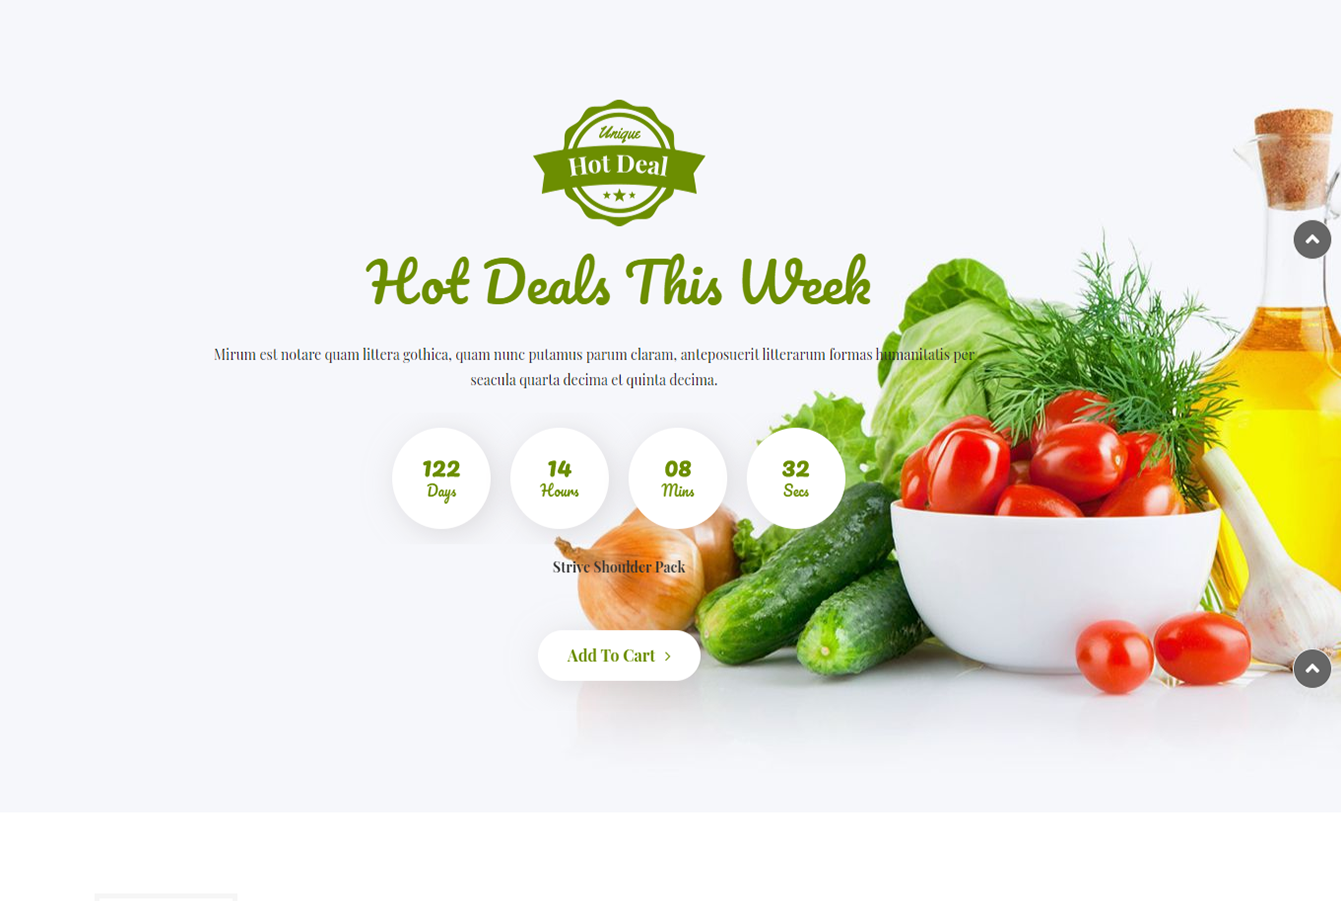 Unique
Hot Deal
Hot Deals This Week
Mirum est notare quam littera gothica, quam nunc putamus parum claram, anteposuerit litterarum formas humanitatis per
seacula quarta decima et quinta decima.
122 14 08 32
Days Hours Mins Secs
Strive Shoulder Pack
Add To Cart